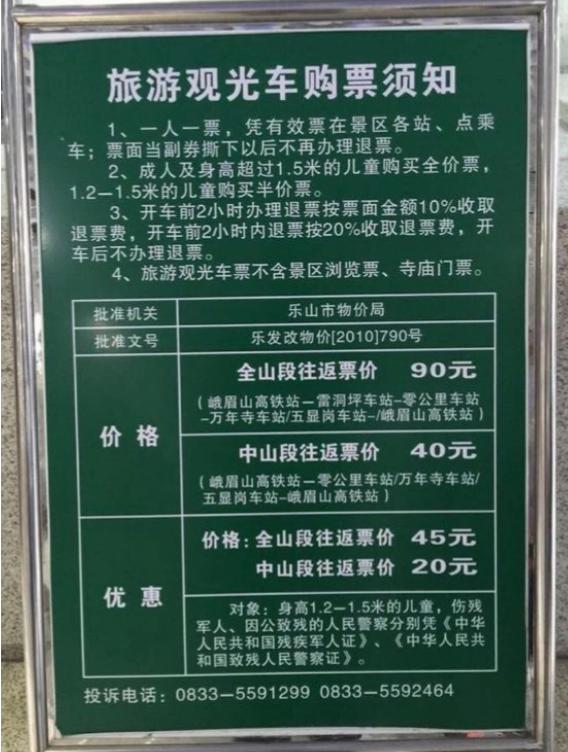 旅游观光车购票须知
1、一人一票，凭有效票在景区各站、点乘
车；票面当副券撕下以后不再办理退票。
2、成人及身高超过1.5米的儿童购买全价票，
1.2—1.5米的儿童购买半价票。
3、开车前2小时办理退票按票面金额10%收取
退票费，开车前2小时内退票按20%收取退票费，开
车后不办理退票。
4、旅游观光车票不含景区浏览票、寺庙门票。
批准机关 乐山市物价局
批准文号 乐发改物价[2010]790号
价格
全山段往返票价 90元
（峨眉山高铁站—雷洞坪车站—零公里车站
—万年寺车站/五显岗车站—/峨眉山高铁站）
中山段往返票价 40元
（峨眉山高铁站—零公里车站/万年寺车站/
五显岗车站—峨眉山高铁站）
优惠
价格：全山段往返票价 45元
中山段往返票价 20元
对象：身高1.2—1.5米的儿童，伤残
军人、因公致残的人民警察分别凭《中华
人民共和国残疾军人证》、《中华人民共
和国致残人民警察证》。
投诉电话：0833—5591299 0833—5592464